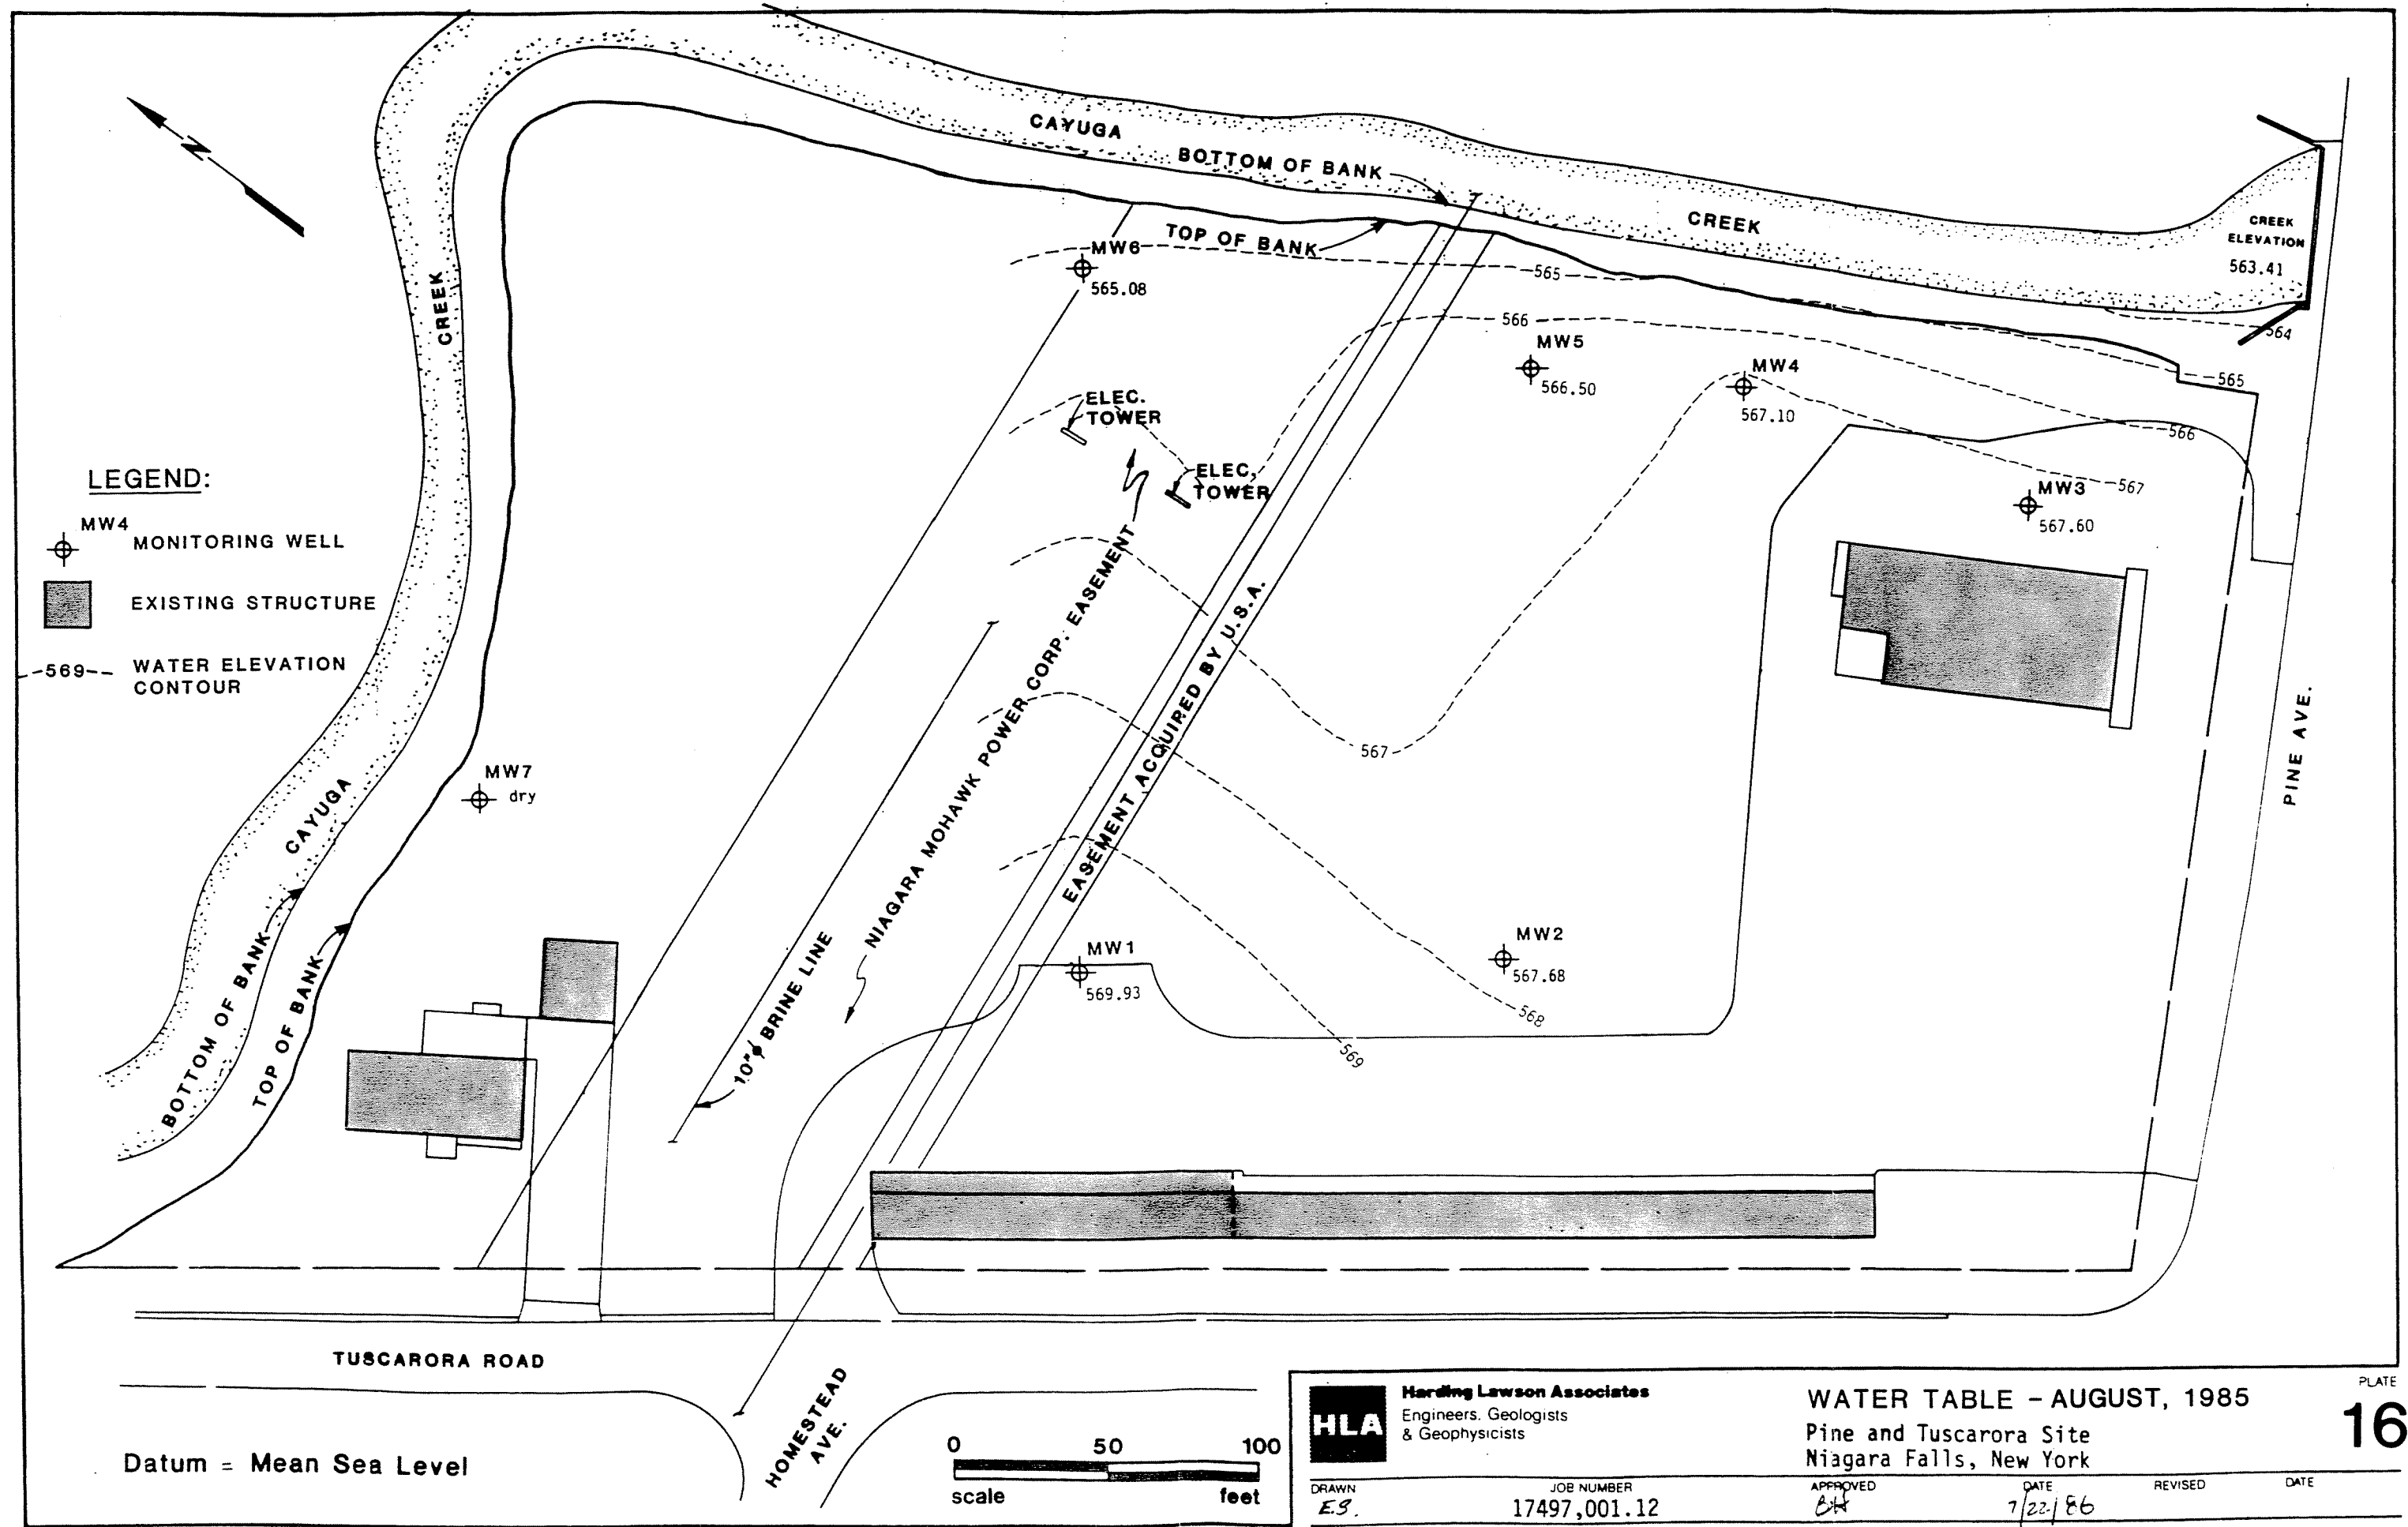 N
CAYUGA
BOTTOM OF BANK
CREEK
CREEK
ELEVATION
563.41
MW6
565.08
TOP OF BANK
565
564
566
MW5
566.50
MW4
567.10
565
566
567
MW3
567.60
CREEK
ELEC.
TOWER
ELEC.
TOWER
LEGEND:
MW4
MONITORING WELL
EXISTING STRUCTURE
569
WATER ELEVATION
CONTOUR
NIAGARA MOHAWK POWER CORP. EASEMENT
EASEMENT ACQUIRED BY U.S.A.
567
PINE AVE.
MW7
dry
CAYUGA
BOTTOM OF BANK
TOP OF BANK
10"ϕ BRINE LINE
MW1
569.93
MW2
567.68
568
569
TUSCARORA ROAD
HOMESTEAD
AVE.
Datum = Mean Sea Level
0 50 100
scale feet
HLA
Harding Lawson Associates
Engineers, Geologists
& Geophysicists
WATER TABLE - AUGUST, 1985
Pine and Tuscarora Site
Niagara Falls, New York
PLATE
16
DRAWN
E.S.
JOB NUMBER
17497,001.12
APPROVED
DATE
7/22/86
REVISED
DATE